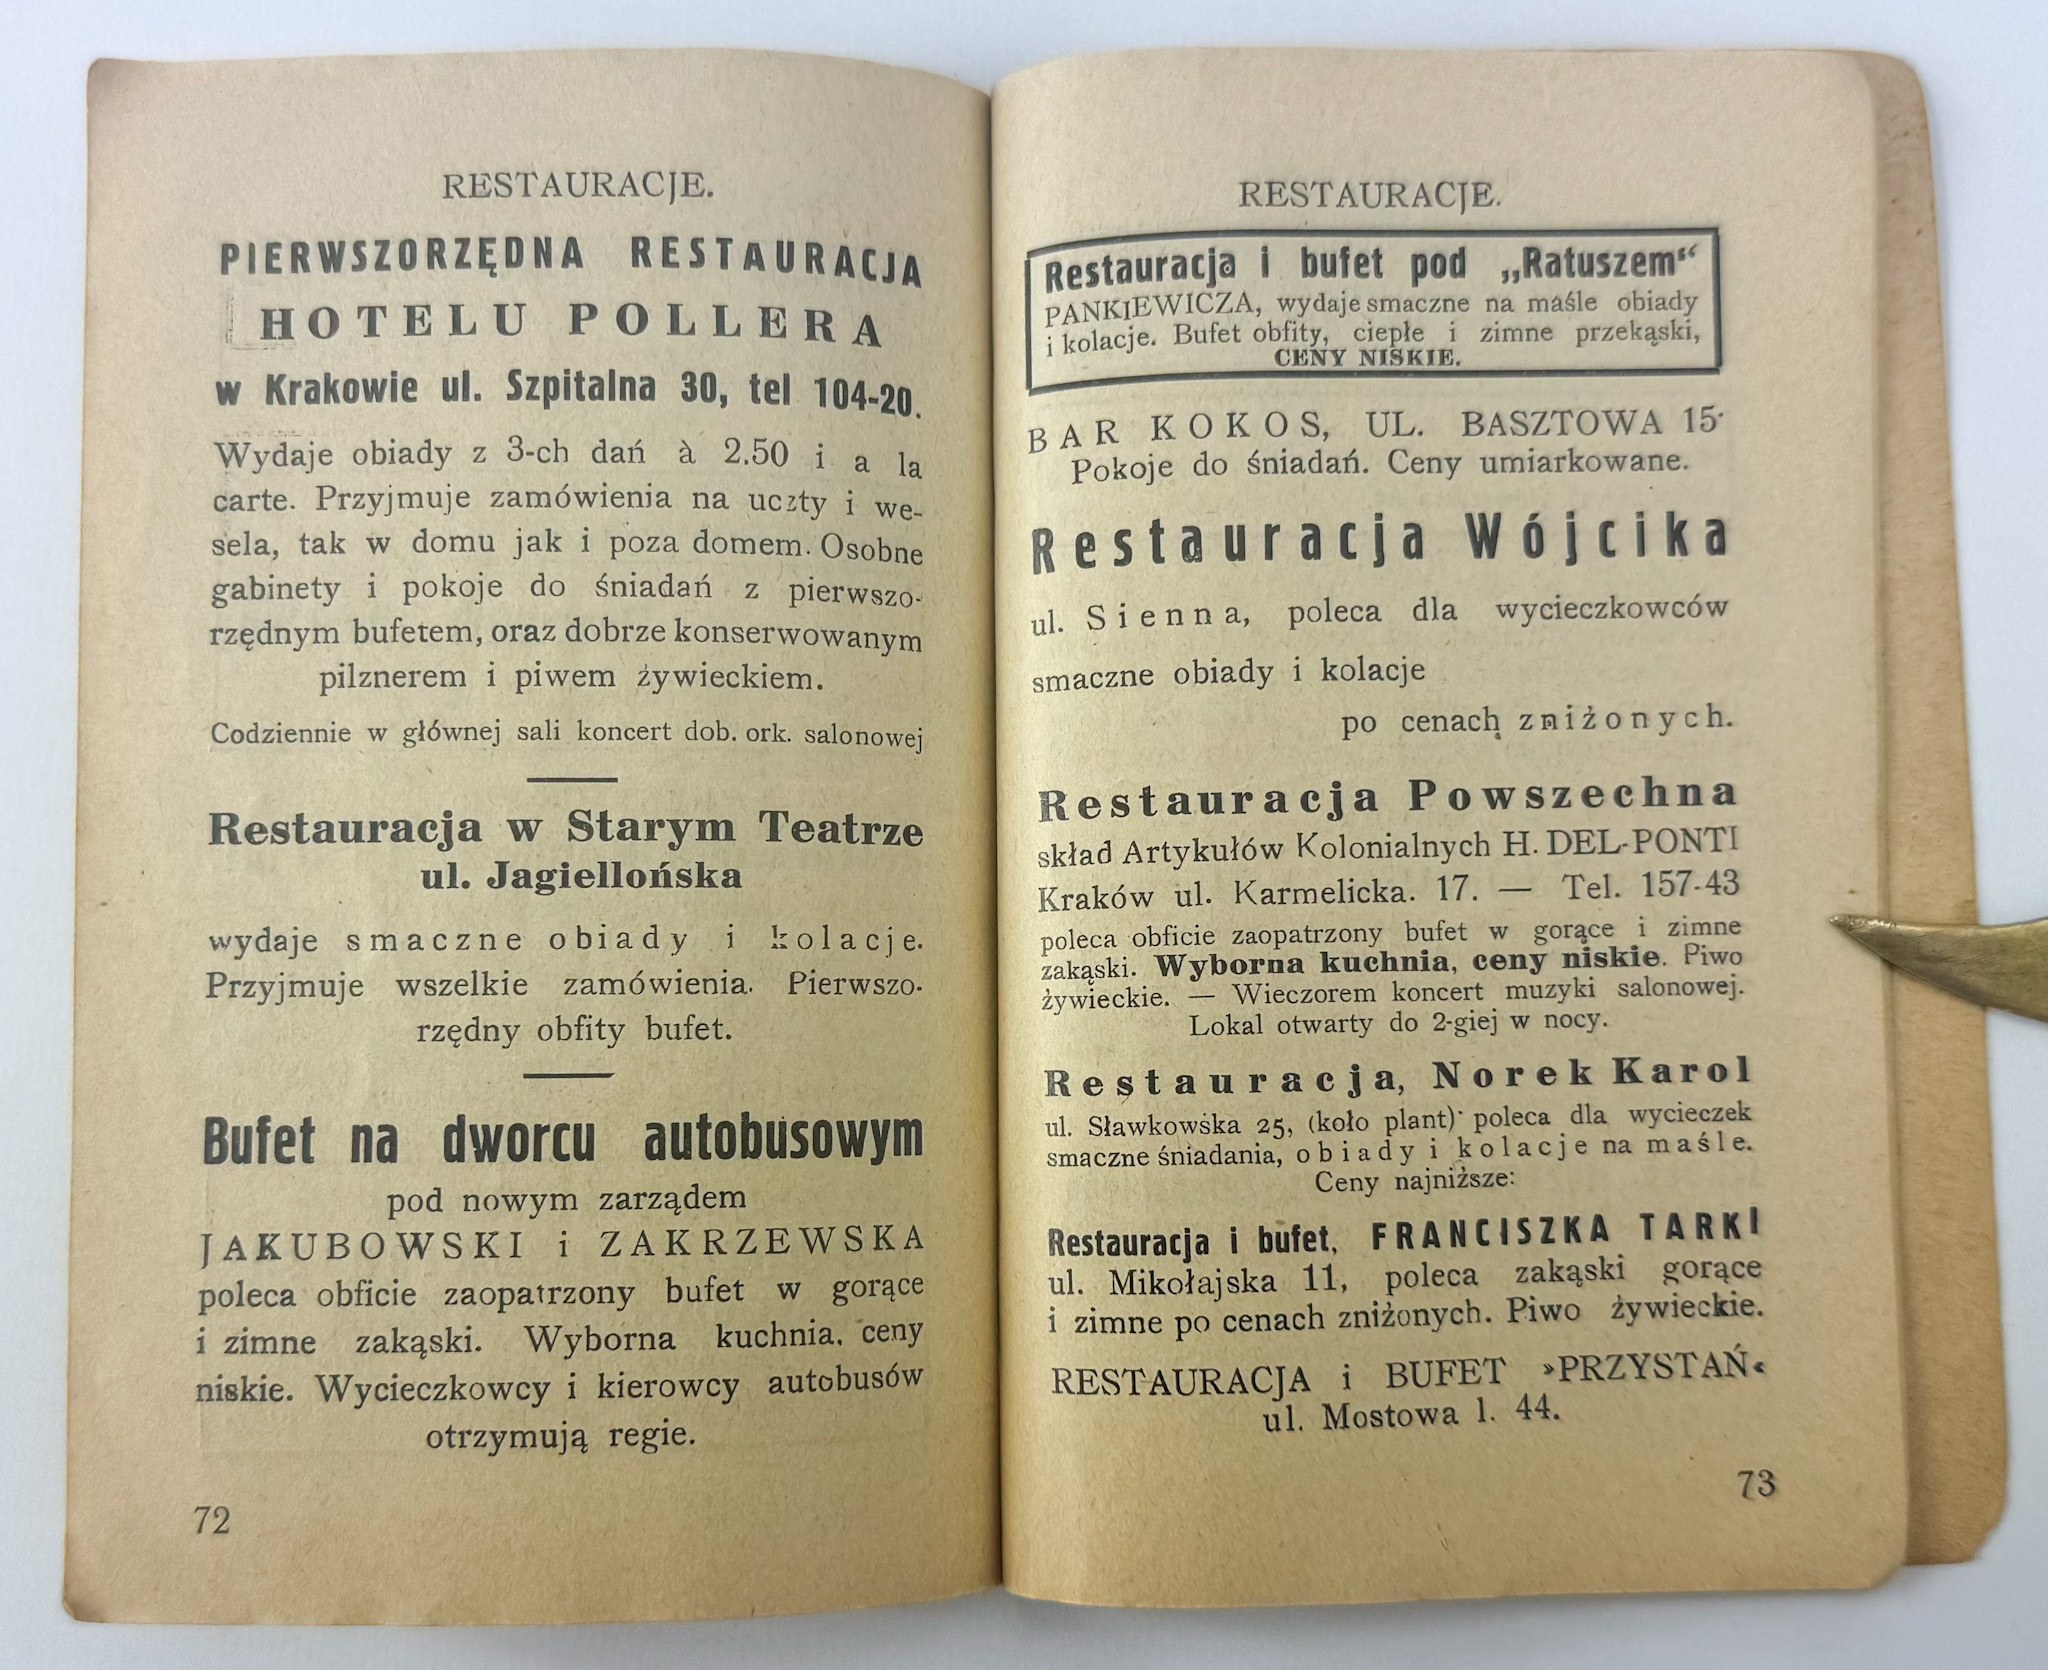 RESTAURACJE.
PIERWSZORZĘDNA RESTAURACJA
HOTELU POLLERA
w Krakowie ul. Szpitalna 30, tel 104-20.
Wydaje obiady z 3-ch dań à 2.50 i a la
carte. Przyjmuje zamówienia na uczty i we-
sela, tak w domu jak i poza domem. Osobne
gabinety i pokoje do śniadań z pierwszo-
rzędnym bufetem, oraz dobrze konserwowanym
pilznerem i piwem żywieckiem.
Codziennie w głównej sali koncert dob. ork. salonowej
Restauracja w Starym Teatrze
ul. Jagiellońska
wydaje smaczne obiady i kolacje.
Przyjmuje wszelkie zamówienia. Pierwszo-
rzędny obfity bufet.
Bufet na dworcu autobusowym
pod nowym zarządem
JAKUBOWSKI i ZAKRZEWSKA
poleca obficie zaopatrzony bufet w gorące
i zimne zakąski. Wyborna kuchnia. ceny
niskie. Wycieczkowcy i kierowcy autobusów
otrzymują regie.
72
RESTAURACJE.
Restauracja i bufet pod „Ratuszem“
PANKIEWICZA, wydaje smaczne na maśle obiady
i kolacje. Bufet obfity, ciepłe i zimne przekąski,
CENY NISKIE.
BAR KOKOS, UL. BASZTOWA 15·
Pokoje do śniadań. Ceny umiarkowane.
Restauracja Wójcika
ul. Sienna, poleca dla wycieczkowców
smaczne obiady i kolacje
po cenach zniżonych.
Restauracja Powszechna
skład Artykułów Kolonialnych H. DEL-PONTI
Kraków ul. Karmelicka. 17. — Tel. 157-43
poleca obficie zaopatrzony bufet w gorące i zimne
zakąski. Wyborna kuchnia, ceny niskie. Piwo
żywieckie. — Wieczorem koncert muzyki salonowej.
Lokal otwarty do 2-giej w nocy.
Restauracja, Norek Karol
ul. Sławkowska 25, (koło plant)· poleca dla wycieczek
smaczne śniadania, obiady i kolacje na maśle.
Ceny najniższe:
Restauracja i bufet, FRANCISZKA TARKI
ul. Mikołajska 11, poleca zakąski gorące
i zimne po cenach zniżonych. Piwo żywieckie.
RESTAURACJA i BUFET »PRZYSTAŃ«
ul. Mostowa l. 44.
73